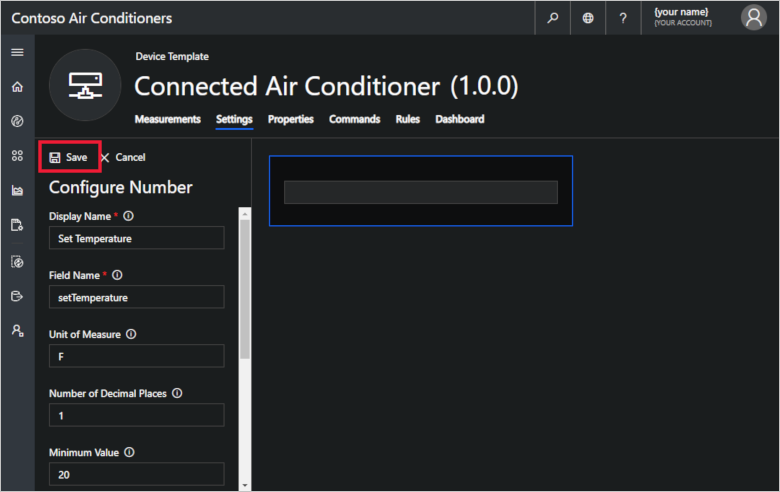 Contoso Air Conditioners
?
{your name}
{YOUR ACCOUNT}
Device Template
Connected Air Conditioner (1.0.0)
Measurements Settings Properties Commands Rules Dashboard
Save Cancel
Configure Number
Display Name *
Set Temperature
Field Name *
setTemperature
Unit of Measure
F
Number of Decimal Places
1
Minimum Value
20